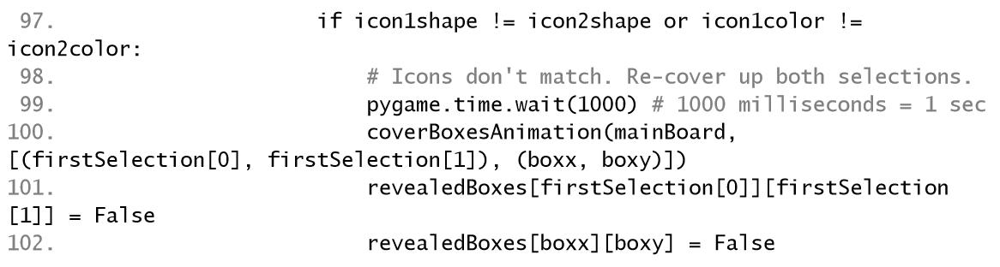 97. if icon1shape != icon2shape or icon1color !=
icon2color:
98. # Icons don't match. Re-cover up both selections.
99. pygame.time.wait(1000) # 1000 milliseconds = 1 sec
100. coverBoxesAnimation(mainBoard,
[(firstSelection[0], firstSelection[1]), (boxx, boxy)])
101. revealedBoxes[firstSelection[0]][firstSelection
[1]] = False
102. revealedBoxes[boxx][boxy] = False